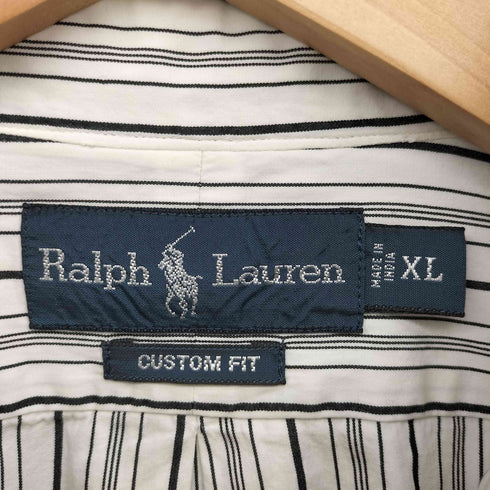 Ralph Lauren
MADE IN
INDIA
XL
CUSTOM FIT